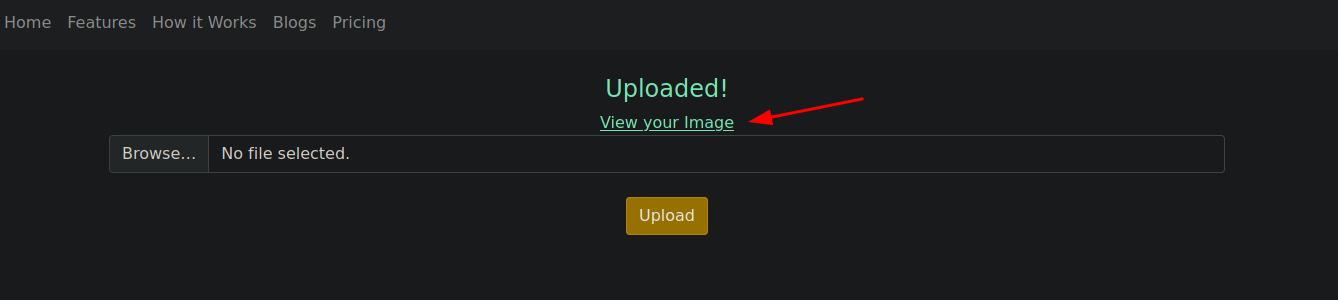 Home Features How it Works Blogs Pricing
Uploaded!
View your Image
Browse... No file selected.
Upload